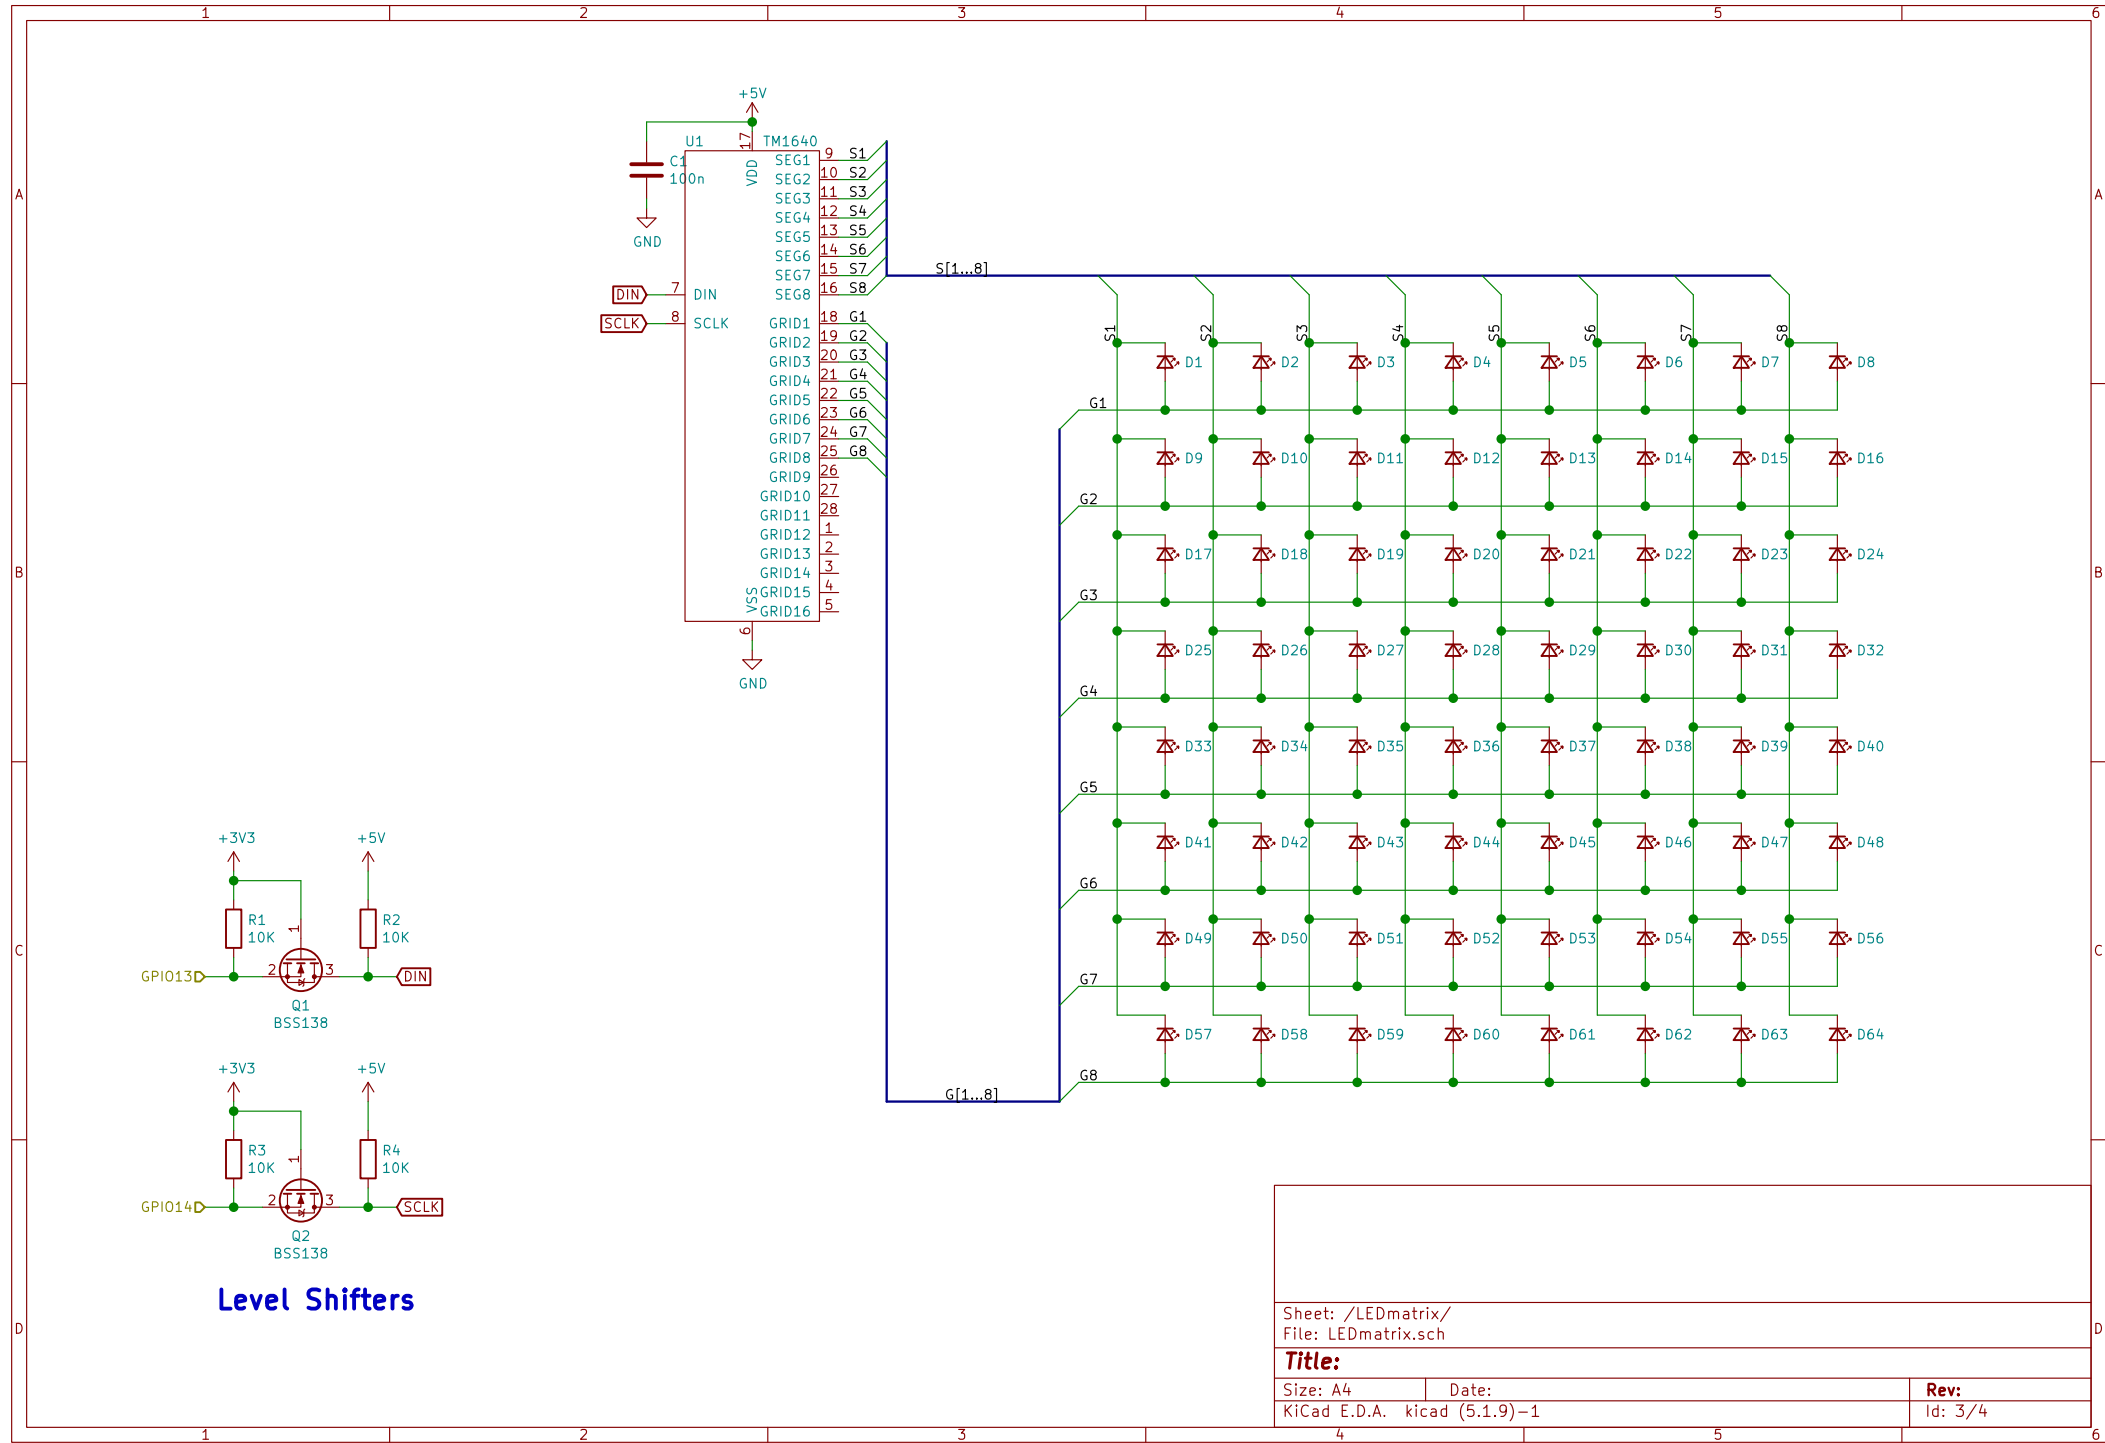 1 2 3 4 5 6
A
B
C
D
A
B
C
D
1 2 3 4 5 6
+5V
C1
100n
GND
U1
TM1640
17
VDD
DIN 7 DIN
SCLK 8 SCLK
SEG1 9 S1
SEG2 10 S2
SEG3 11 S3
SEG4 12 S4
SEG5 13 S5
SEG6 14 S6
SEG7 15 S7
SEG8 16 S8
GRID1 18 G1
GRID2 19 G2
GRID3 20 G3
GRID4 21 G4
GRID5 22 G5
GRID6 23 G6
GRID7 24 G7
GRID8 25 G8
GRID9 26
GRID10 27
GRID11 28
GRID12 1
GRID13 2
GRID14 3
GRID15 4
GRID16 5
VSS
6
GND
S[1...8]
G[1...8]
S1 S2 S3 S4 S5 S6 S7 S8
D1 D2 D3 D4 D5 D6 D7 D8
G1
D9 D10 D11 D12 D13 D14 D15 D16
G2
D17 D18 D19 D20 D21 D22 D23 D24
G3
D25 D26 D27 D28 D29 D30 D31 D32
G4
D33 D34 D35 D36 D37 D38 D39 D40
G5
D41 D42 D43 D44 D45 D46 D47 D48
G6
D49 D50 D51 D52 D53 D54 D55 D56
G7
D57 D58 D59 D60 D61 D62 D63 D64
G8
+3V3
+5V
R1
10K
R2
10K
1
GPIO13 2 3 DIN
Q1
BSS138
+3V3
+5V
R3
10K
R4
10K
1
GPIO14 2 3 SCLK
Q2
BSS138
Level Shifters
Sheet: /LEDmatrix/
File: LEDmatrix.sch
Title:
Size: A4 Date: Rev:
KiCad E.D.A. kicad (5.1.9)-1 Id: 3/4